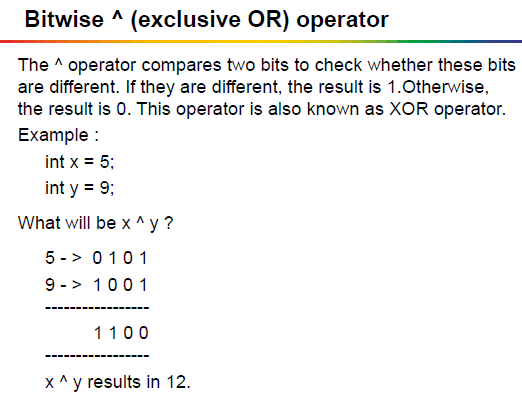 Bitwise ^ (exclusive OR) operator
The ^ operator compares two bits to check whether these bits
are different. If they are different, the result is 1.Otherwise,
the result is 0. This operator is also known as XOR operator.
Example :
int x = 5;
int y = 9;
What will be x ^ y ?
5 - > 0 1 0 1
9 - > 1 0 0 1
-----------------
1 1 0 0
-----------------
x ^ y results in 12.